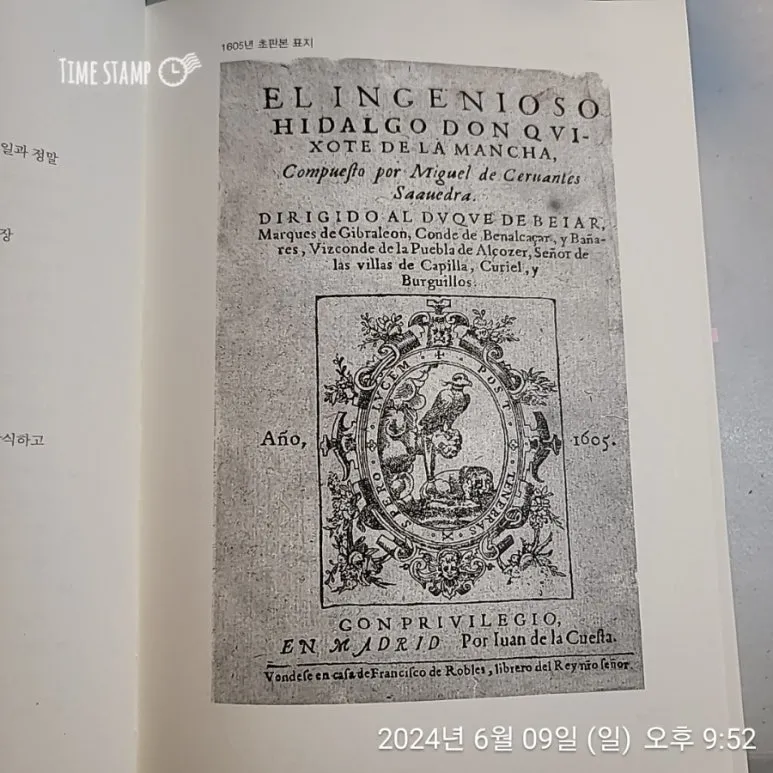 TIME STAMP
일과 정말
장
식하고
1605년 초판본 표지
EL INGENIOSO
HIDALGO DON QVI-
XOTE DE LA MANCHA,
Compuesto por Miguel de Ceruantes
Saauedra.
DIRIGIDO AL DVQVE DE BEIAR,
Marques de Gibraleon, Conde de Benalcaçar, y Baña-
res, Vizconde de la Puebla de Alçozer, Señor de
las villas de Capilla, Curiel, y
Burguillos.
SPERO LVCEM POST TENEBRAS
Año, 1605.
CON PRIVILEGIO,
EN MADRID Por Iuan de la Cuesta.
Vendese en casa de Francisco de Robles, librero del Rey nro señor.
2024년 6월 09일 (일) 오후 9:52